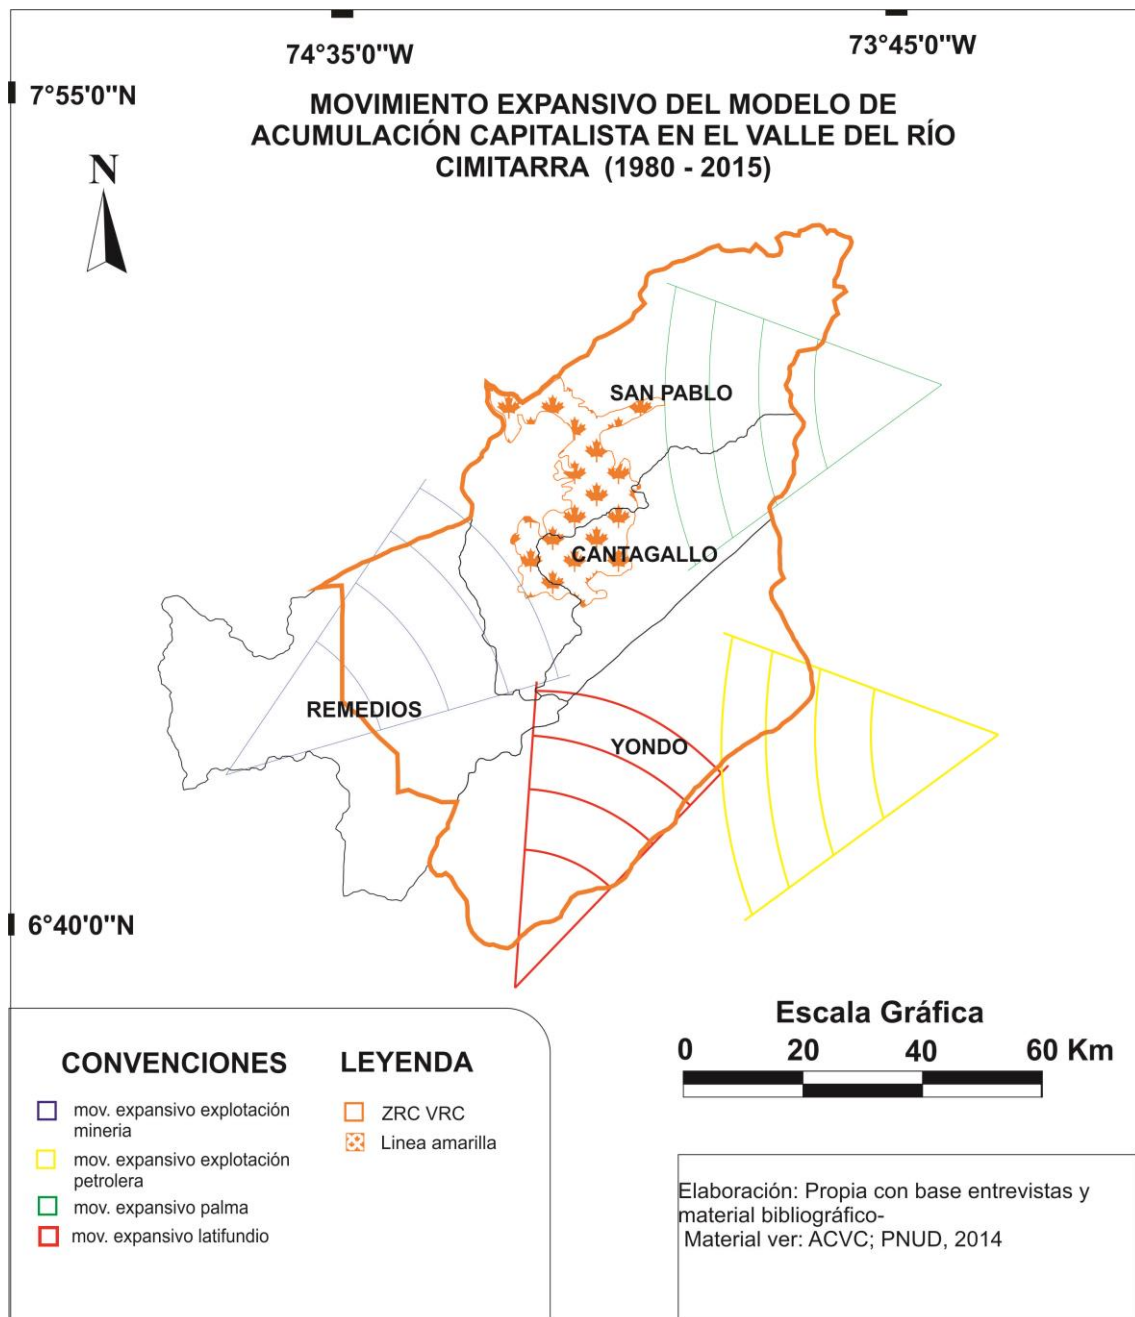 74°35'0"W
73°45'0"W
7°55'0"N
MOVIMIENTO EXPANSIVO DEL MODELO DE
ACUMULACIÓN CAPITALISTA EN EL VALLE DEL RÍO
CIMITARRA (1980 - 2015)
N
SAN PABLO
CANTAGALLO
REMEDIOS
YONDO
6°40'0"N
Escala Gráfica
0 20 40 60 Km
CONVENCIONES
mov. expansivo explotación
mineria
mov. expansivo explotación
petrolera
mov. expansivo palma
mov. expansivo latifundio
LEYENDA
ZRC VRC
Linea amarilla
Elaboración: Propia con base entrevistas y
material bibliográfico-
Material ver: ACVC; PNUD, 2014